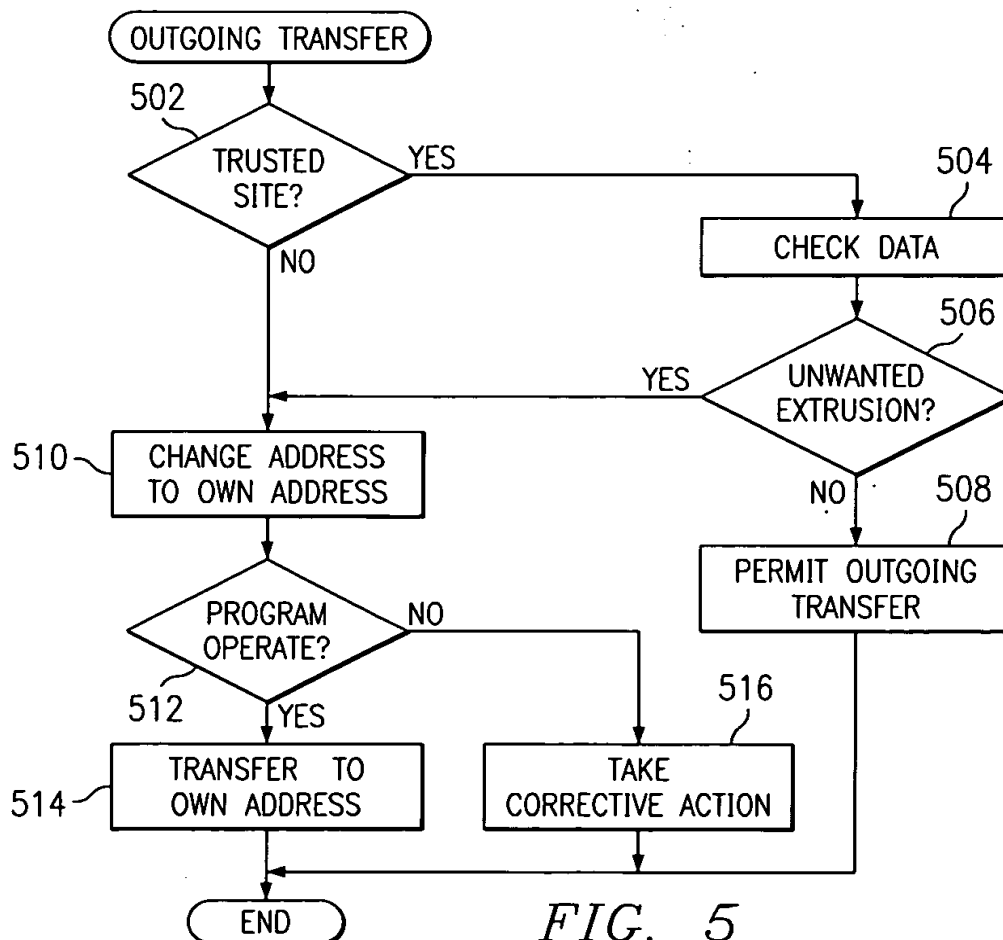 OUTGOING TRANSFER
502
TRUSTED
SITE?
YES
NO
504
CHECK DATA
506
UNWANTED
EXTRUSION?
YES
NO
508
PERMIT OUTGOING
TRANSFER
510
CHANGE ADDRESS
TO OWN ADDRESS
PROGRAM
OPERATE?
NO
512
YES
514
TRANSFER TO
OWN ADDRESS
516
TAKE
CORRECTIVE ACTION
END
FIG. 5